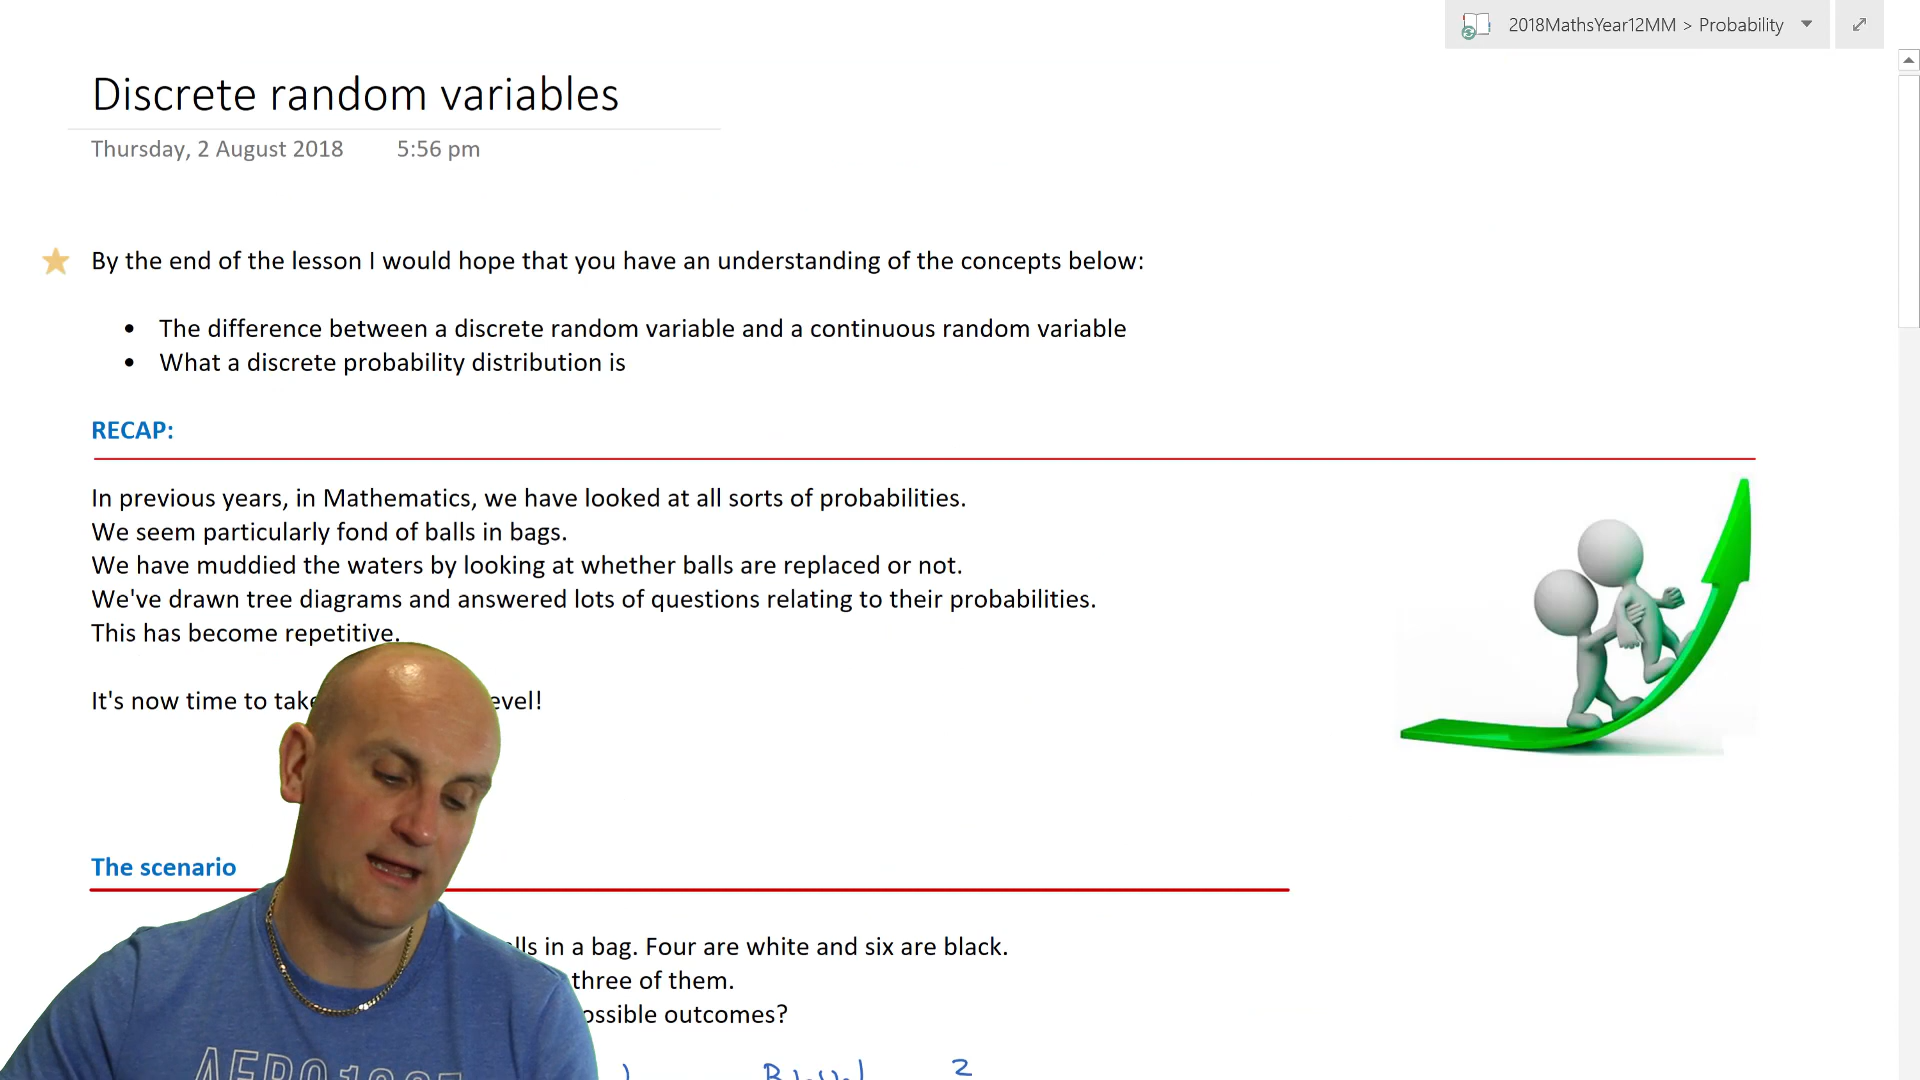 2018MathsYear12MM > Probability
Discrete random variables
Thursday, 2 August 2018 5:56 pm
By the end of the lesson I would hope that you have an understanding of the concepts below:
• The difference between a discrete random variable and a continuous random variable
• What a discrete probability distribution is
RECAP:
In previous years, in Mathematics, we have looked at all sorts of probabilities.
We seem particularly fond of balls in bags.
We have muddied the waters by looking at whether balls are replaced or not.
We've drawn tree diagrams and answered lots of questions relating to their probabilities.
This has become repetitive.
It's now time to take evel!
The scenario
lls in a bag. Four are white and six are black.
three of them.
ossible outcomes?
2